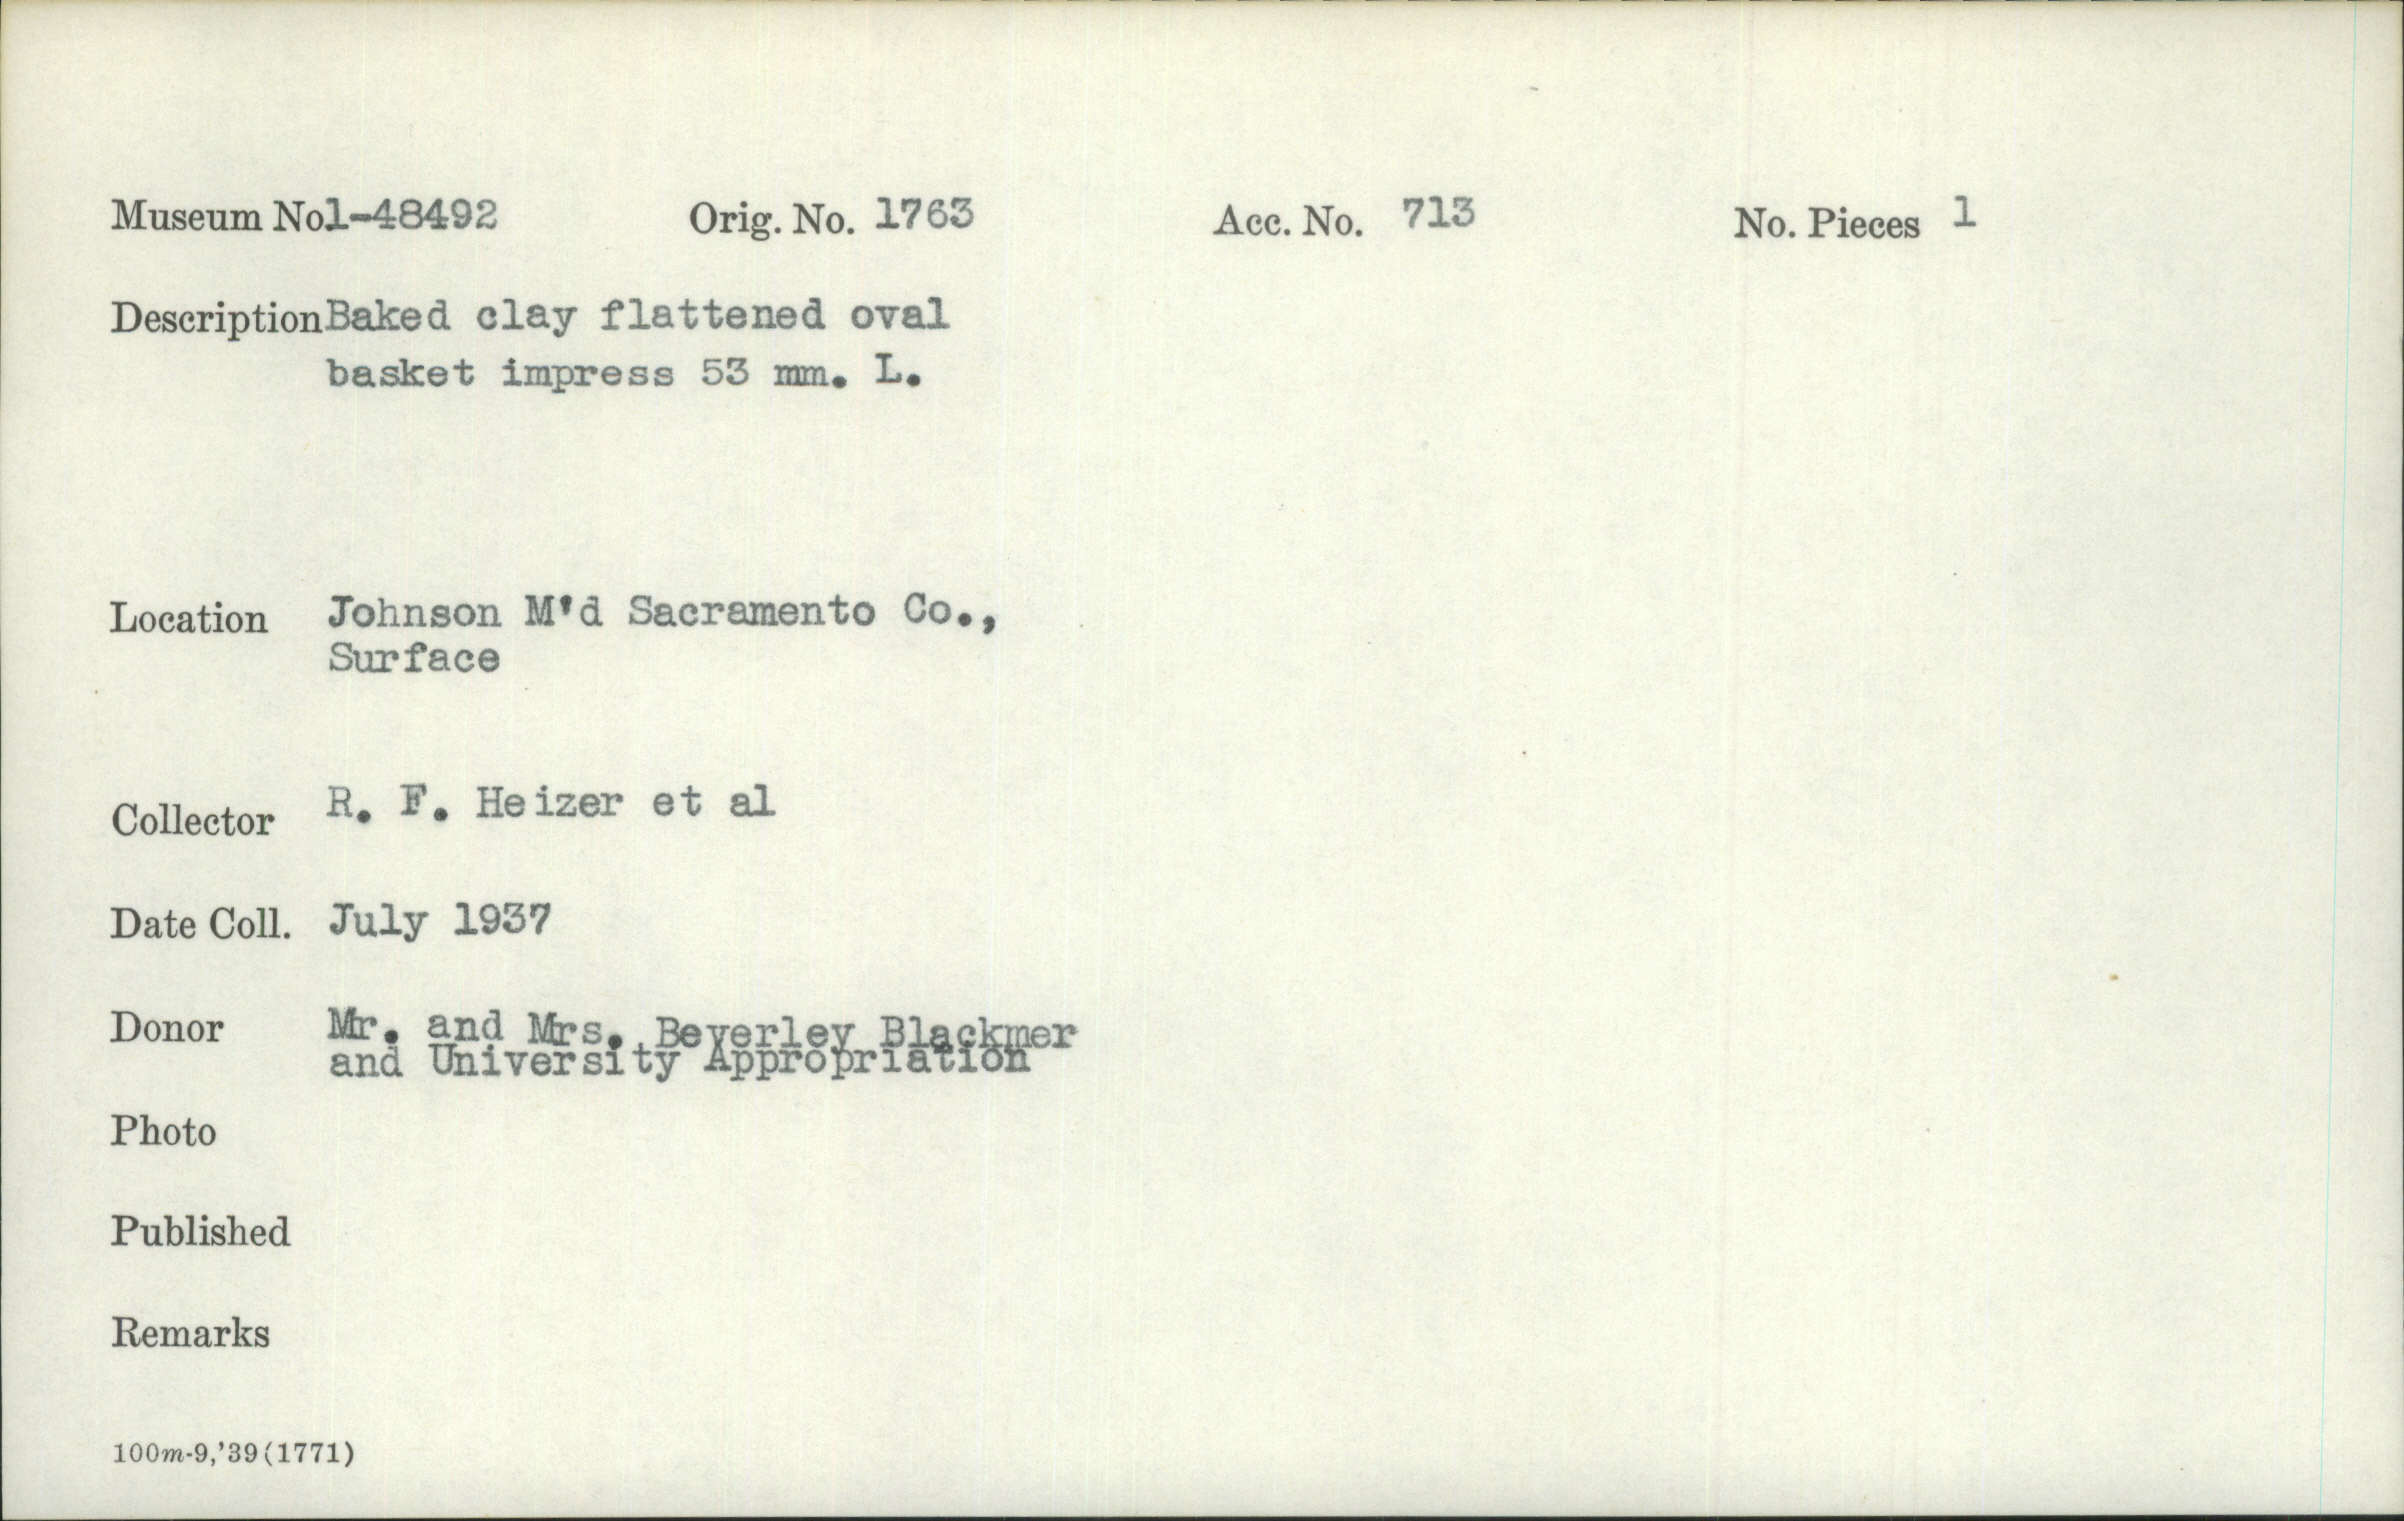 Museum No. 1-48492 Orig. No. 1763 Acc. No. 713 No. Pieces 1
Description Baked clay flattened oval
basket impress 53 mm. L.
Location Johnson M'd Sacramento Co.,
Surface
Collector R. F. Heizer et al
Date Coll. July 1937
Donor Mr. and Mrs. Beverley Blackmer
and University Appropriation
Photo
Published
Remarks
100m-9,'39(1771)